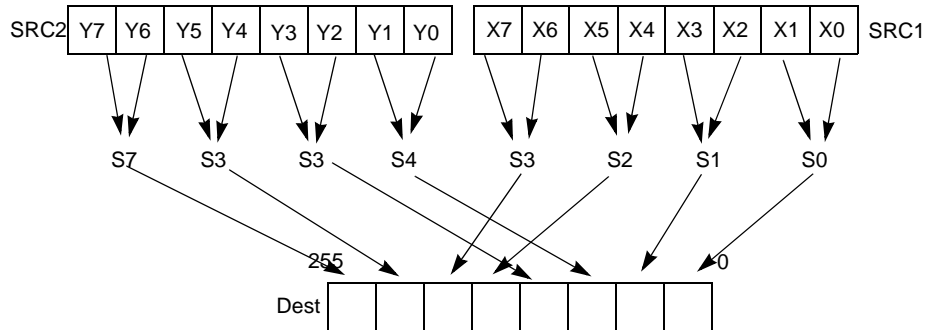 SRC2 Y7 Y6 Y5 Y4 Y3 Y2 Y1 Y0 X7 X6 X5 X4 X3 X2 X1 X0 SRC1
S7 S3 S3 S4 S3 S2 S1 S0
255 0
Dest